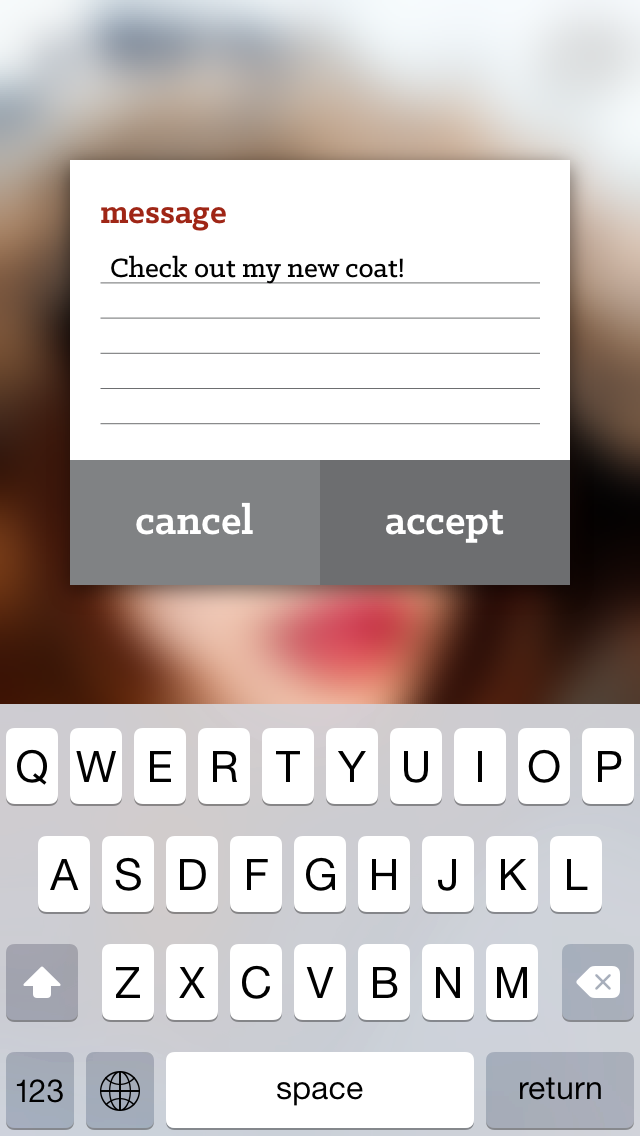 message
Check out my new coat!
cancel accept
Q W E R T Y U I O P
A S D F G H J K L
Z X C V B N M
123 space return